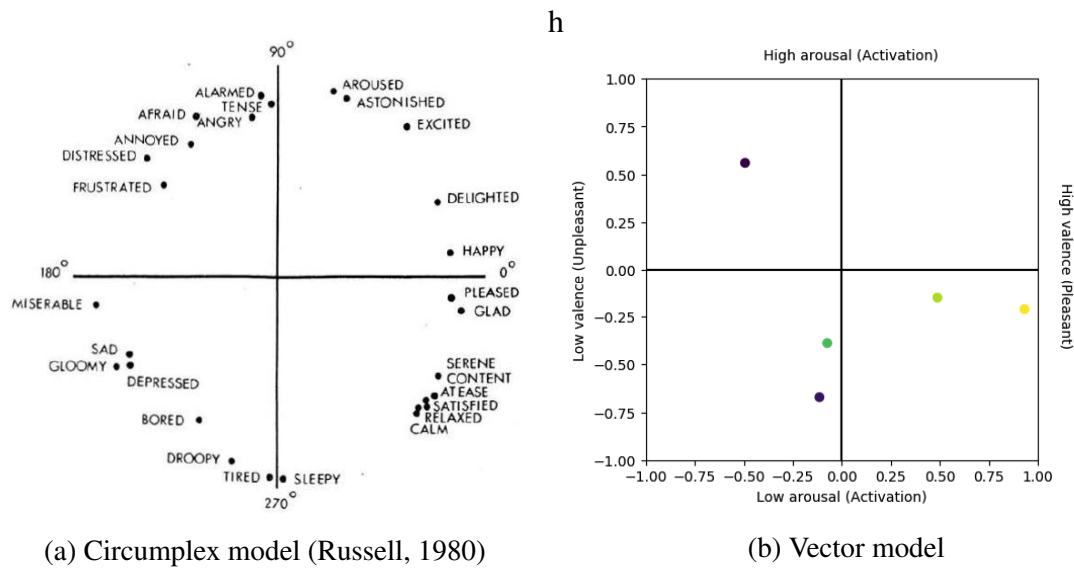 h
90°
ALARMED
AROUSED
TENSE
ASTONISHED
AFRAID
ANGRY
EXCITED
ANNOYED
DISTRESSED
FRUSTRATED
DELIGHTED
HAPPY
180°
0°
PLEASED
MISERABLE
GLAD
SAD
SERENE
GLOOMY
CONTENT
DEPRESSED
ATEASE
SATISFIED
BORED
RELAXED
CALM
DROOPY
TIRED
SLEEPY
270°
(a) Circumplex model (Russell, 1980)
High arousal (Activation)
1.00
0.75
0.50
0.25
0.00
−0.25
−0.50
−0.75
−1.00
Low valence (Unpleasant)
High valence (Pleasant)
−1.00 −0.75 −0.50 −0.25 0.00 0.25 0.50 0.75 1.00
Low arousal (Activation)
(b) Vector model